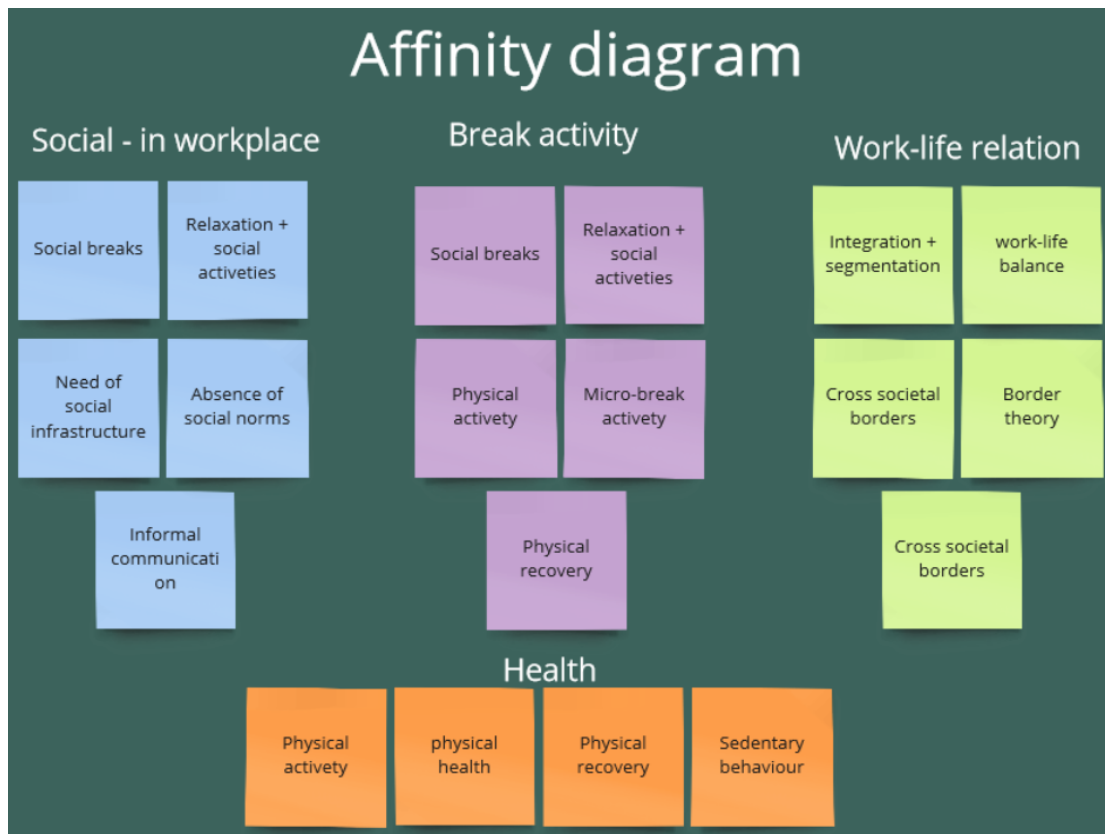 Affinity diagram
Social - in workplace
Social breaks
Relaxation +
social
activeties
Need of
social
infrastructure
Absence of
social norms
Informal
communicati
on
Break activity
Social breaks
Relaxation +
social
activeties
Physical
activety
Micro-break
activety
Physical
recovery
Work-life relation
Integration +
segmentation
work-life
balance
Cross societal
borders
Border
theory
Cross societal
borders
Health
Physical
activety
physical
health
Physical
recovery
Sedentary
behaviour